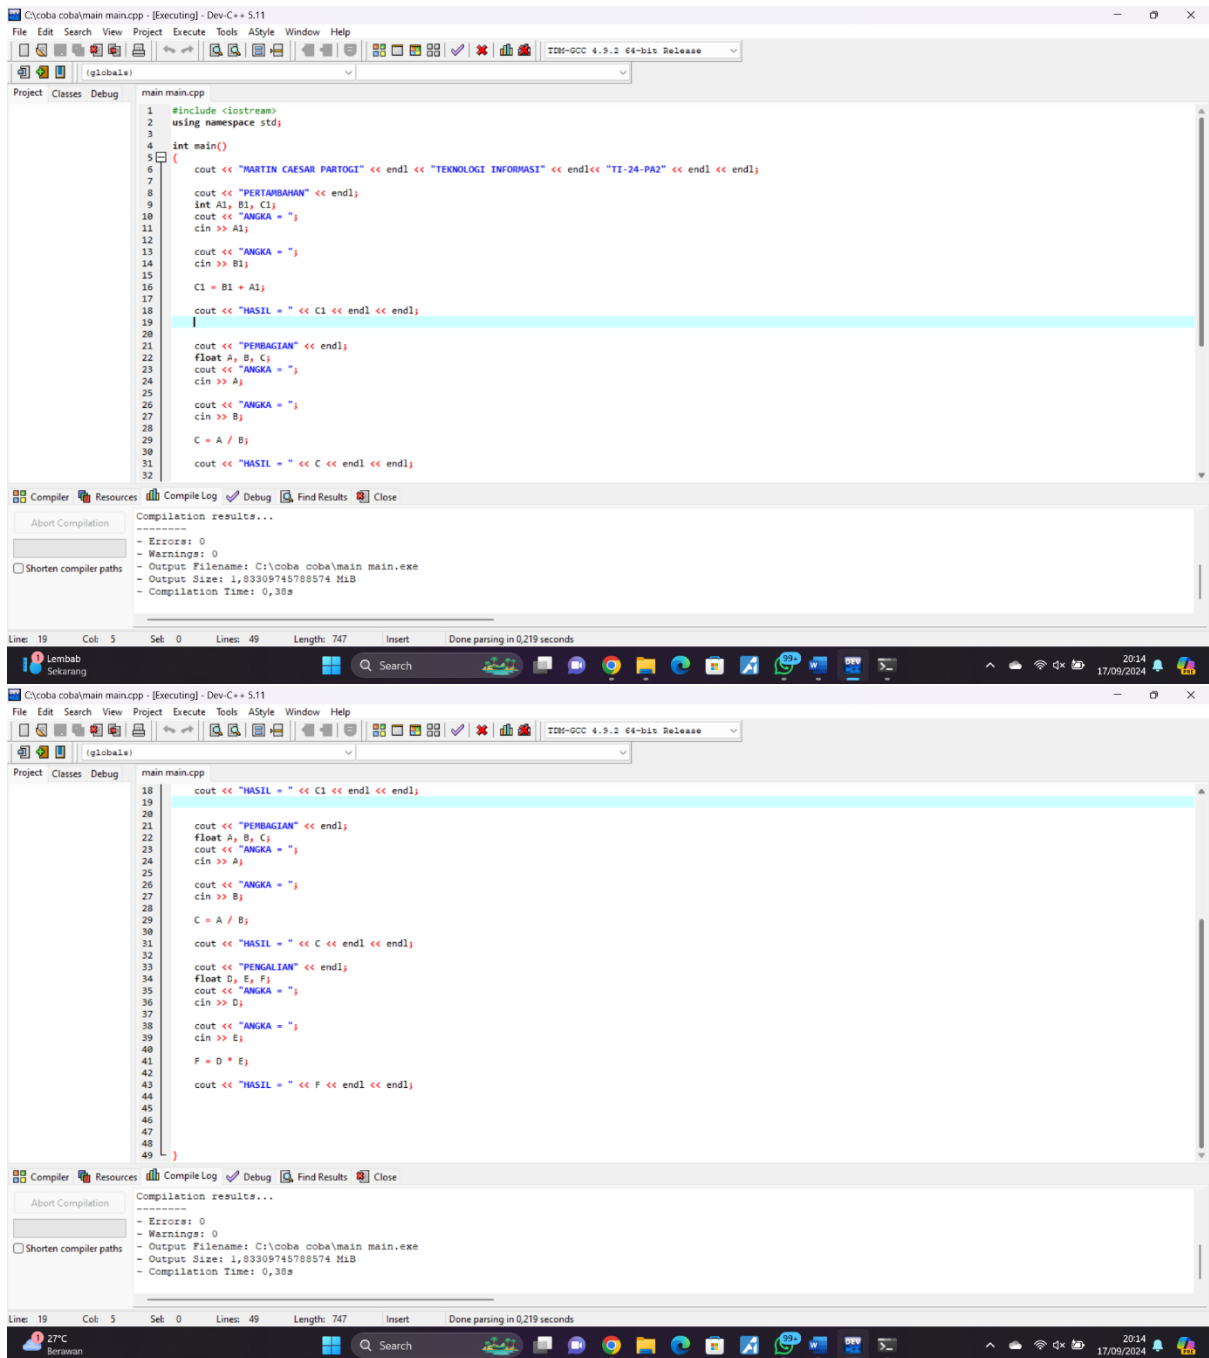 C:\coba coba\main main.cpp - [Executing] - Dev-C++ 5.11
File Edit Search View Project Execute Tools AStyle Window Help
TDM-GCC 4.9.2 64-bit Release
(globals)
Project Classes Debug
main main.cpp
1 #include <iostream>
2 using namespace std;
3
4 int main()
5 {
6 cout << "MARTIN CAESAR PARTOGI" << endl << "TEKNOLOGI INFORMASI" << endl<< "TI-24-PA2" << endl << endl;
7
8 cout << "PERTAMBAHAN" << endl;
9 int A1, B1, C1;
10 cout << "ANGKA = ";
11 cin >> A1;
12
13 cout << "ANGKA = ";
14 cin >> B1;
15
16 C1 = B1 + A1;
17
18 cout << "HASIL = " << C1 << endl << endl;
19
20
21 cout << "PEMBAGIAN" << endl;
22 float A, B, C;
23 cout << "ANGKA = ";
24 cin >> A;
25
26 cout << "ANGKA = ";
27 cin >> B;
28
29 C = A / B;
30
31 cout << "HASIL = " << C << endl << endl;
32
Compiler Resources Compile Log Debug Find Results Close
Abort Compilation
Shorten compiler paths
Compilation results...
--------
- Errors: 0
- Warnings: 0
- Output Filename: C:\coba coba\main main.exe
- Output Size: 1,83309745788574 MiB
- Compilation Time: 0,38s
Line: 19 Col: 5 Sel: 0 Lines: 49 Length: 747 Insert Done parsing in 0,219 seconds
1
Lembab
Sekarang
Search
99+
20:14
17/09/2024
C:\coba coba\main main.cpp - [Executing] - Dev-C++ 5.11
File Edit Search View Project Execute Tools AStyle Window Help
TDM-GCC 4.9.2 64-bit Release
(globals)
Project Classes Debug
main main.cpp
18 cout << "HASIL = " << C1 << endl << endl;
19
20
21 cout << "PEMBAGIAN" << endl;
22 float A, B, C;
23 cout << "ANGKA = ";
24 cin >> A;
25
26 cout << "ANGKA = ";
27 cin >> B;
28
29 C = A / B;
30
31 cout << "HASIL = " << C << endl << endl;
32
33 cout << "PENGALIAN" << endl;
34 float D, E, F;
35 cout << "ANGKA = ";
36 cin >> D;
37
38 cout << "ANGKA = ";
39 cin >> E;
40
41 F = D * E;
42
43 cout << "HASIL = " << F << endl << endl;
44
45
46
47
48
49 }
Compiler Resources Compile Log Debug Find Results Close
Abort Compilation
Shorten compiler paths
Compilation results...
--------
- Errors: 0
- Warnings: 0
- Output Filename: C:\coba coba\main main.exe
- Output Size: 1,83309745788574 MiB
- Compilation Time: 0,38s
Line: 19 Col: 5 Sel: 0 Lines: 49 Length: 747 Insert Done parsing in 0,219 seconds
1
27°C
Berawan
Search
99+
20:14
17/09/2024